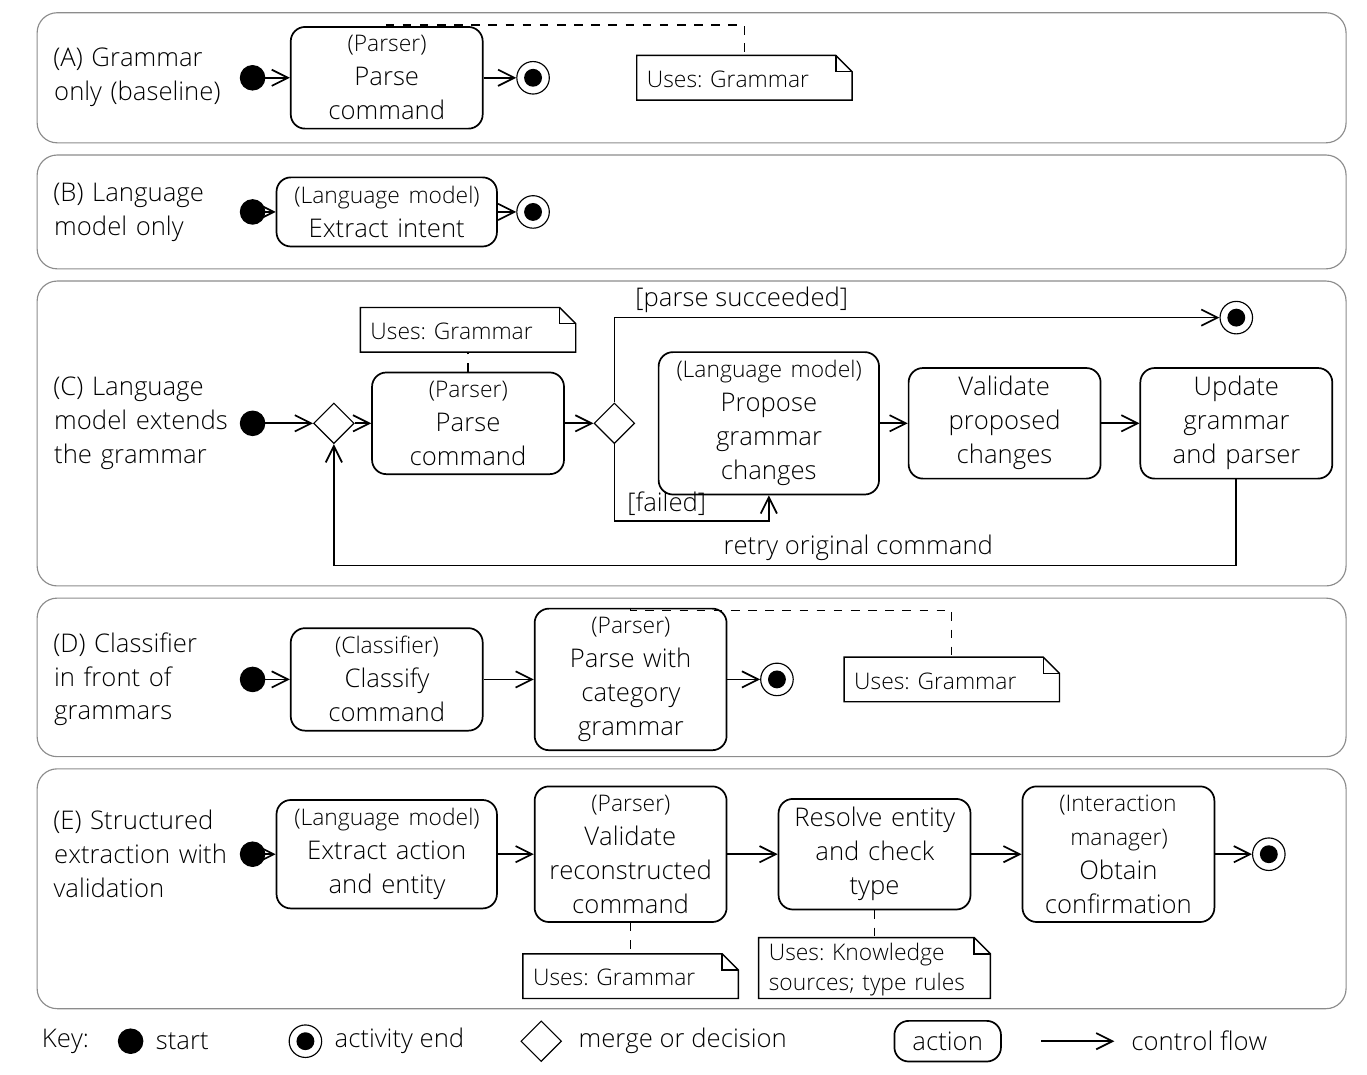 (A) Grammar
only (baseline)
(Parser)
Parse
command
Uses: Grammar
(B) Language
model only
(Language model)
Extract intent
[parse succeeded]
Uses: Grammar
(C) Language
model extends
the grammar
(Parser)
Parse
command
(Language model)
Propose
grammar
changes
Validate
proposed
changes
Update
grammar
and parser
[failed]
retry original command
(D) Classifier
in front of
grammars
(Classifier)
Classify
command
(Parser)
Parse with
category
grammar
Uses: Grammar
(E) Structured
extraction with
validation
(Language model)
Extract action
and entity
(Parser)
Validate
reconstructed
command
Resolve entity
and check
type
(Interaction
manager)
Obtain
confirmation
Uses: Grammar
Uses: Knowledge
sources; type rules
Key:
start
activity end
merge or decision
action
control flow